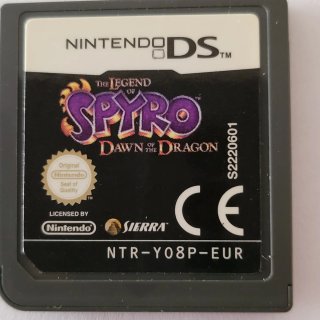 NINTENDO DS™
THE LEGEND
OF
SPYRO
DAWN OF THE DRAGON
Original
Nintendo
Seal of
Quality
LICENSED BY
Nintendo
SIERRA
CE
S2220601
NTR-YO8P-EUR